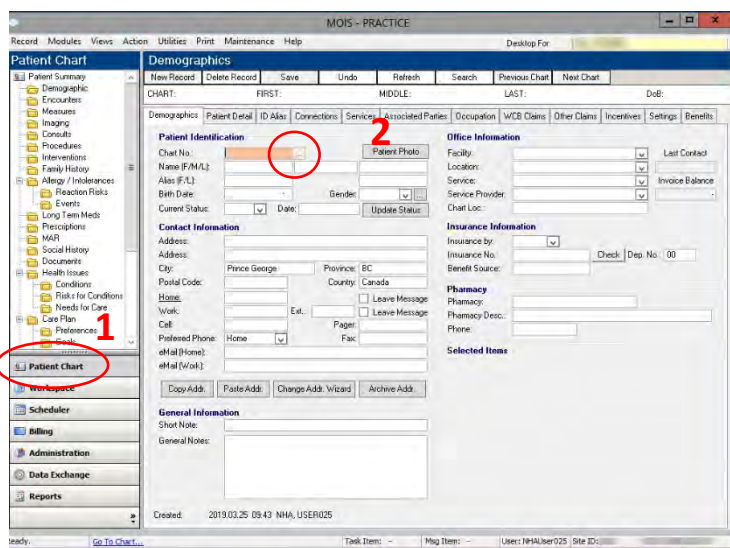 MOIS - PRACTICE
Record Modules Views Action Utilities Print Maintenance Help Desktop For
Patient Chart
Demographics
Patient Summary
Demographic
Encounters
Measures
Imaging
Consults
Procedures
Interventions
Family History
Allergy / Intolerances
Reaction Risks
Events
Long Term Meds
Prescriptions
MAR
Social History
Documents
Health Issues
Conditions
Risks for Conditions
Needs for Care
Care Plan
Preferences
Goals
1
Patient Chart
Workspace
Scheduler
Billing
Administration
Data Exchange
Reports
New Record Delete Record Save Undo Refresh Search Previous Chart Next Chart
CHART: FIRST: MIDDLE: LAST: DoB:
Demographics Patient Detail ID Alias Connections Services Associated Parties Occupation WCB Claims Other Claims Incentives Settings Benefits
2
Patient Identification
Chart No.: ... Patient Photo
Name (F/M/L):
Alias (F/L):
Birth Date: Gender: ...
Current Status: Date: Update Status
Contact Information
Address:
Address:
City: Prince George Province: BC
Postal Code: Country: Canada
Home: Leave Message
Work: Ext.: Leave Message
Cell: Pager:
Preferred Phone: Home Fax:
eMail (Home):
eMail (Work):
Copy Addr. Paste Addr. Change Addr. Wizard Archive Addr.
General Information
Short Note:
General Notes:
Created: 2019.03.25 09:43 NHA, USER025
Office Information
Facility: Last Contact
Location:
Service: Invoice Balance
Service Provider:
Chart Loc.:
Insurance Information
Insurance by:
Insurance No.: Check Dep. No.: 00
Benefit Source:
Pharmacy
Pharmacy:
Pharmacy Desc.:
Phone:
Selected Items
Ready. Go To Chart... Task Item: - Msg Item: - User: NHAUser025 Site ID: